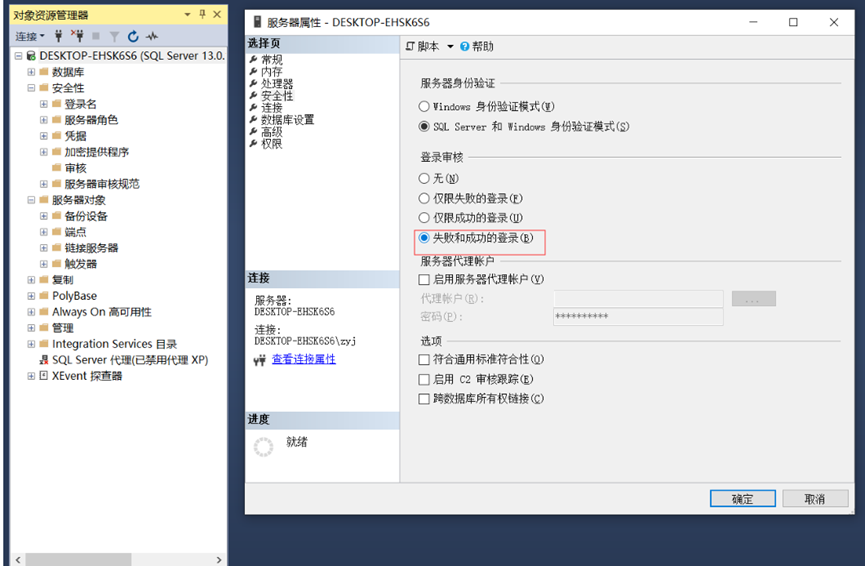 对象资源管理器
连接
DESKTOP-EHSK6S6 (SQL Server 13.0.
数据库
安全性
登录名
服务器角色
凭据
加密提供程序
审核
服务器审核规范
服务器对象
备份设备
端点
链接服务器
触发器
复制
PolyBase
Always On 高可用性
管理
Integration Services 目录
SQL Server 代理(已禁用代理 XP)
XEvent 探查器
服务器属性 - DESKTOP-EHSK6S6
选择页
常规
内存
处理器
安全性
连接
数据库设置
高级
权限
连接
服务器:
DESKTOP-EHSK6S6
连接:
DESKTOP-EHSK6S6\zyj
查看连接属性
进度
就绪
脚本
帮助
服务器身份验证
Windows 身份验证模式(W)
SQL Server 和 Windows 身份验证模式(S)
登录审核
无(N)
仅限失败的登录(F)
仅限成功的登录(U)
失败和成功的登录(B)
服务器代理帐户
启用服务器代理帐户(V)
代理帐户(R):
...
密码(P):
**********
选项
符合通用标准符合性(O)
启用 C2 审核跟踪(E)
跨数据库所有权链接(C)
确定
取消